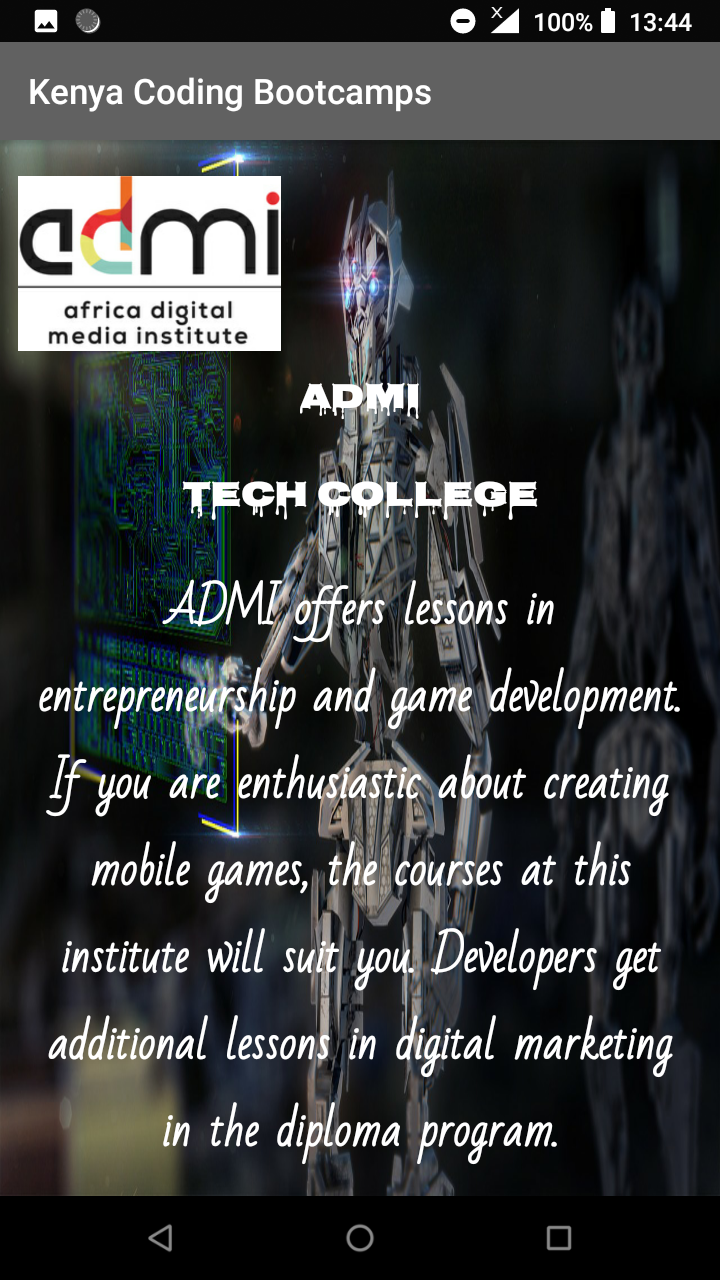 100% 13:44
Kenya Coding Bootcamps
admi
africa digital
media institute
ADMI
TECH COLLEGE
ADMI offers lessons in
entrepreneurship and game development.
If you are enthusiastic about creating
mobile games, the courses at this
institute will suit you. Developers get
additional lessons in digital marketing
in the diploma program.